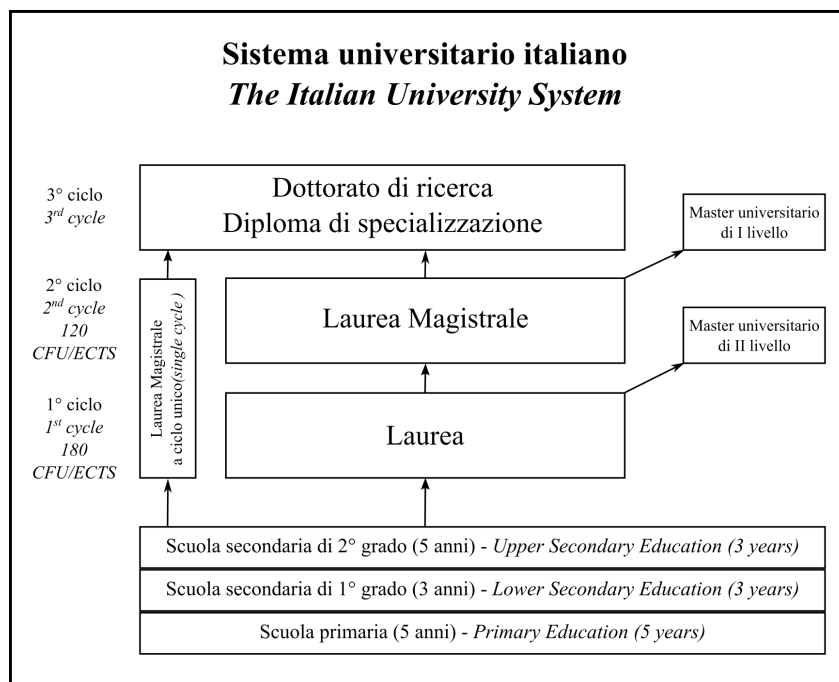 Sistema universitario italiano
The Italian University System
3° ciclo
3rd cycle
Dottorato di ricerca
Diploma di specializzazione
Master universitario
di I livello
2° ciclo
2nd cycle
120
CFU/ECTS
Laurea Magistrale
a ciclo unico(single cycle )
Laurea Magistrale
Master universitario
di II livello
1° ciclo
1st cycle
180
CFU/ECTS
Laurea
Scuola secondaria di 2° grado (5 anni) - Upper Secondary Education (3 years)
Scuola secondaria di 1° grado (3 anni) - Lower Secondary Education (3 years)
Scuola primaria (5 anni) - Primary Education (5 years)